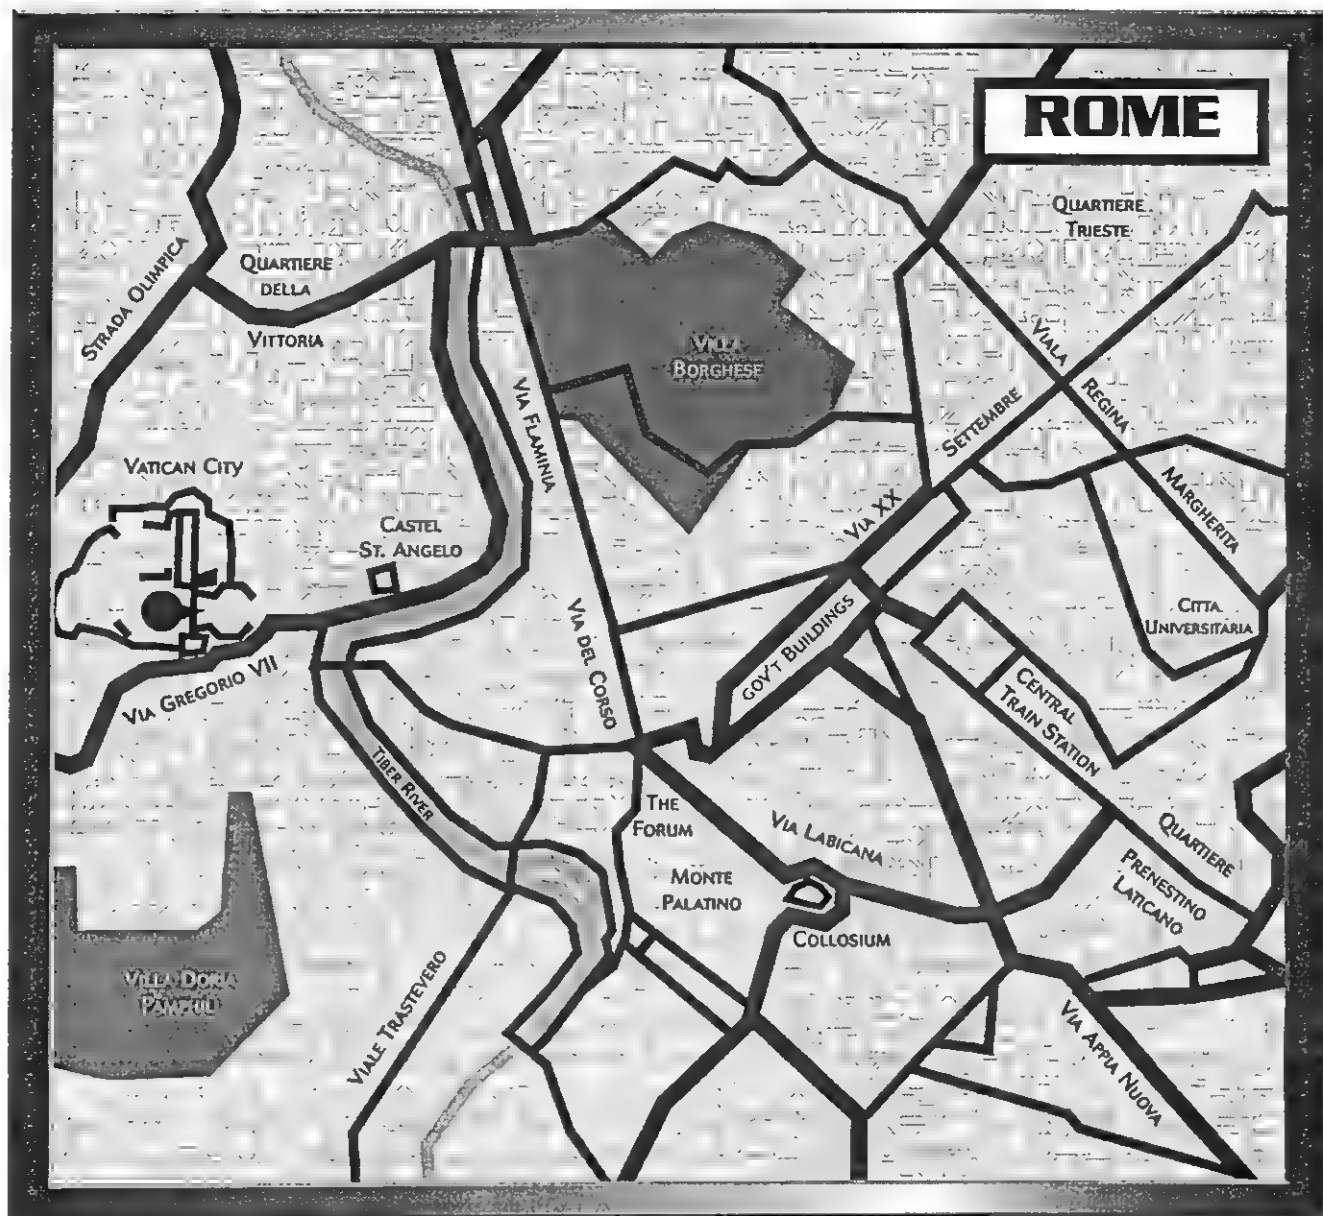 ROME
QUARTIERE
TRIESTE
STRADA OLIMPICA
QUARTIERE
DELLA
VITTORIA
VILLA
BORGHESE
VIALA
REGINA
MARGHERITA
VIA FLAMINIA
SETTEMBRE
VIA XX
VATICAN CITY
CASTEL
ST. ANGELO
CITTA
UNIVERSITARIA
VIA DEL CORSO
GOV'T BUILDINGS
VIA GREGORIO VII
CENTRAL
TRAIN STATION
TIBER RIVER
THE
FORUM
VIA LABICANA
QUARTIERE
PRENESTINO
LATICANO
MONTE
PALATINO
COLLOSIUM
VILLA DORIA
PAMPHILI
VIALE TRASTEVERO
VIA APPIA NUOVA